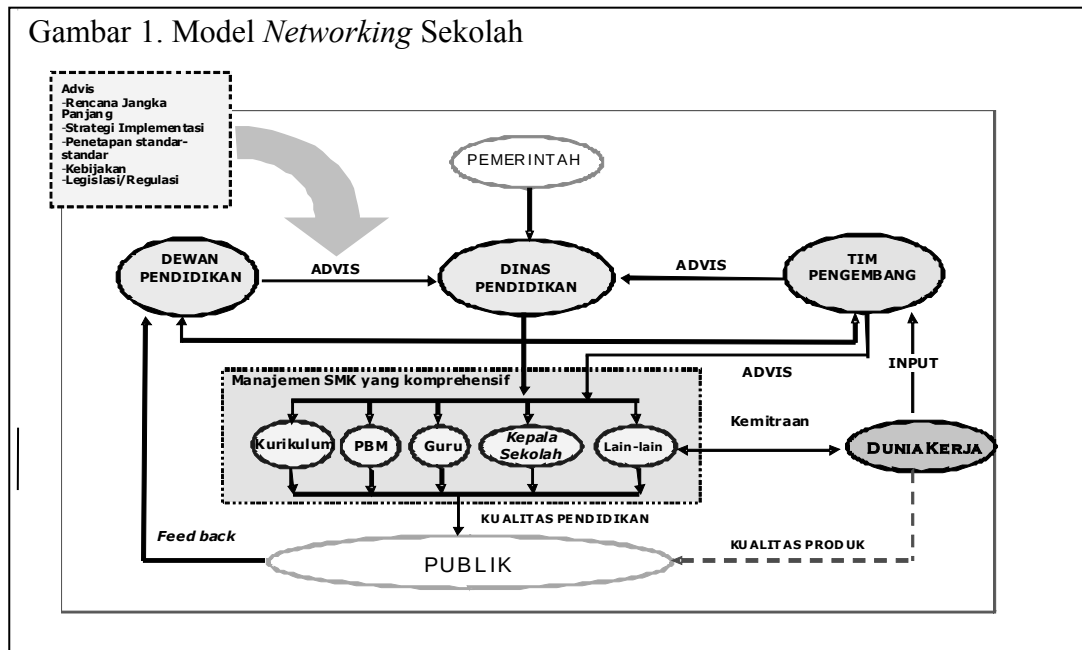 Gambar 1. Model Networking Sekolah
Advis
-Rencana Jangka
Panjang
-Strategi Implementasi
-Penetapan standar-
standar
-Kebijakan
-Legislasi/Regulasi
PEMERINTAH
DEWAN
PENDIDIKAN
ADVIS
DINAS
PENDIDIKAN
ADVIS
TIM
PENGEMBANG
Manajemen SMK yang komprehensif
ADVIS
INPUT
Kurikulum
PBM
Guru
Kepala
Sekolah
Lain-lain
Kemitraan
DUNIA KERJA
KUALITAS PENDIDIKAN
Feed back
PUBLIK
KUALITAS PRODUK